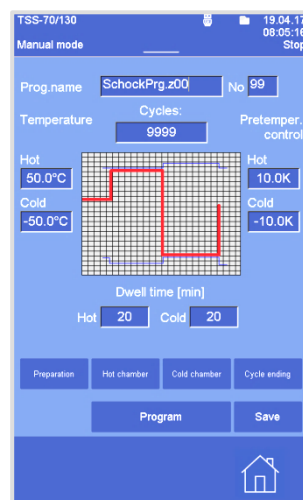 TSS-70/130 19.04.17
08:05:16
Manual mode Stop
Prog.name SchockPrg.z00 No 99
Cycles:
Temperature 9999 Pretemper.
control
Hot Hot
50.0°C 10.0K
Cold Cold
-50.0°C -10.0K
Dwell time [min]
Hot 20 Cold 20
Preparation Hot chamber Cold chamber Cycle ending
Program Save